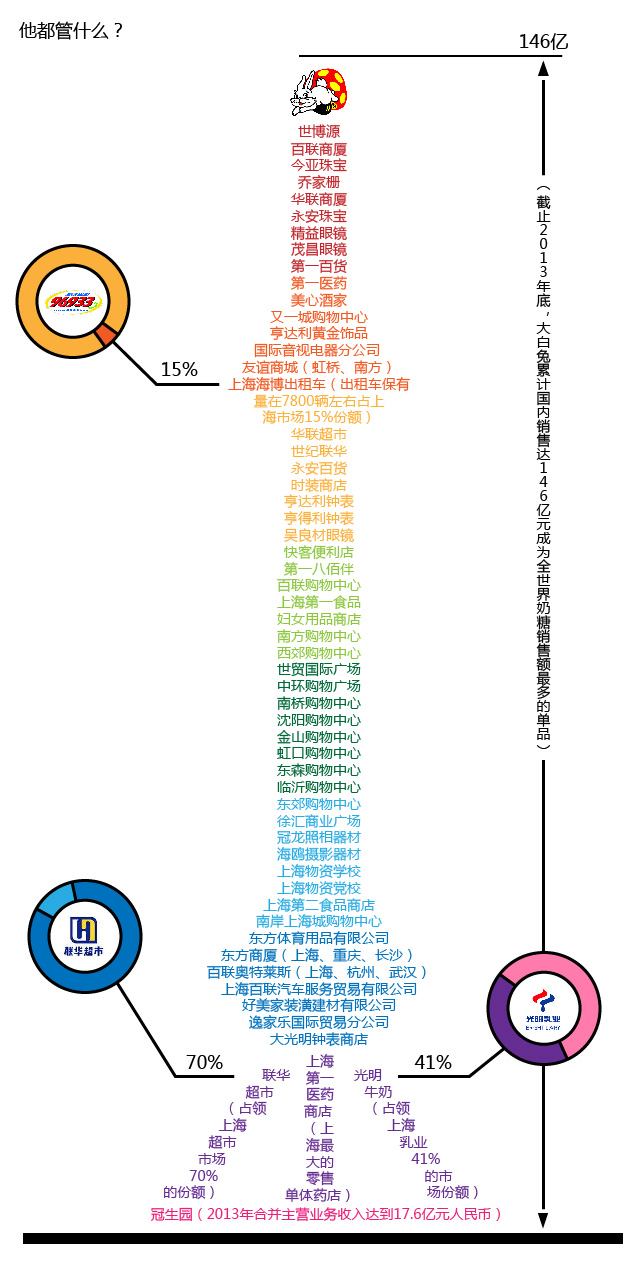 他都管什么？
146亿
世博源
百联商厦
今亚珠宝
乔家栅
华联商厦
永安珠宝
精益眼镜
茂昌眼镜
第一百货
第一医药
美心酒家
又一城购物中心
亨达利黄金饰品
国际音视电器分公司
友谊商城（虹桥、南方）
上海海博出租车（出租车保有
量在7800辆左右占上
海市场15%份额）
华联超市
世纪联华
永安百货
时装商店
亨达利钟表
亨得利钟表
吴良材眼镜
快客便利店
第一八佰伴
百联购物中心
上海第一食品
妇女用品商店
南方购物中心
西郊购物中心
世贸国际广场
中环购物广场
南桥购物中心
沈阳购物中心
金山购物中心
虹口购物中心
东森购物中心
临沂购物中心
东郊购物中心
徐汇商业广场
冠龙照相器材
海鸥摄影器材
上海物资学校
上海物资党校
上海第二食品商店
南岸上海城购物中心
东方体育用品有限公司
东方商厦（上海、重庆、长沙）
百联奥特莱斯（上海、杭州、武汉）
上海百联汽车服务贸易有限公司
好美家装潢建材有限公司
逸家乐国际贸易分公司
大光明钟表商店
96933
15%
联华超市
70%
光明乳业
BRIGHT DAIRY
41%
联华
超市
（占领
上海
超市
市场
70%
的份额）
上海
第一
医药
商店
（上
海最
大的
零售
单体药店）
光明
牛奶
（占领
上海
乳业
41%
的市
场份额）
冠生园（2013年合并主营业务收入达到17.6亿元人民币）
（截止2013年底，大白兔累计国内销售达146亿元成为全世界奶糖销售额最多的单品）